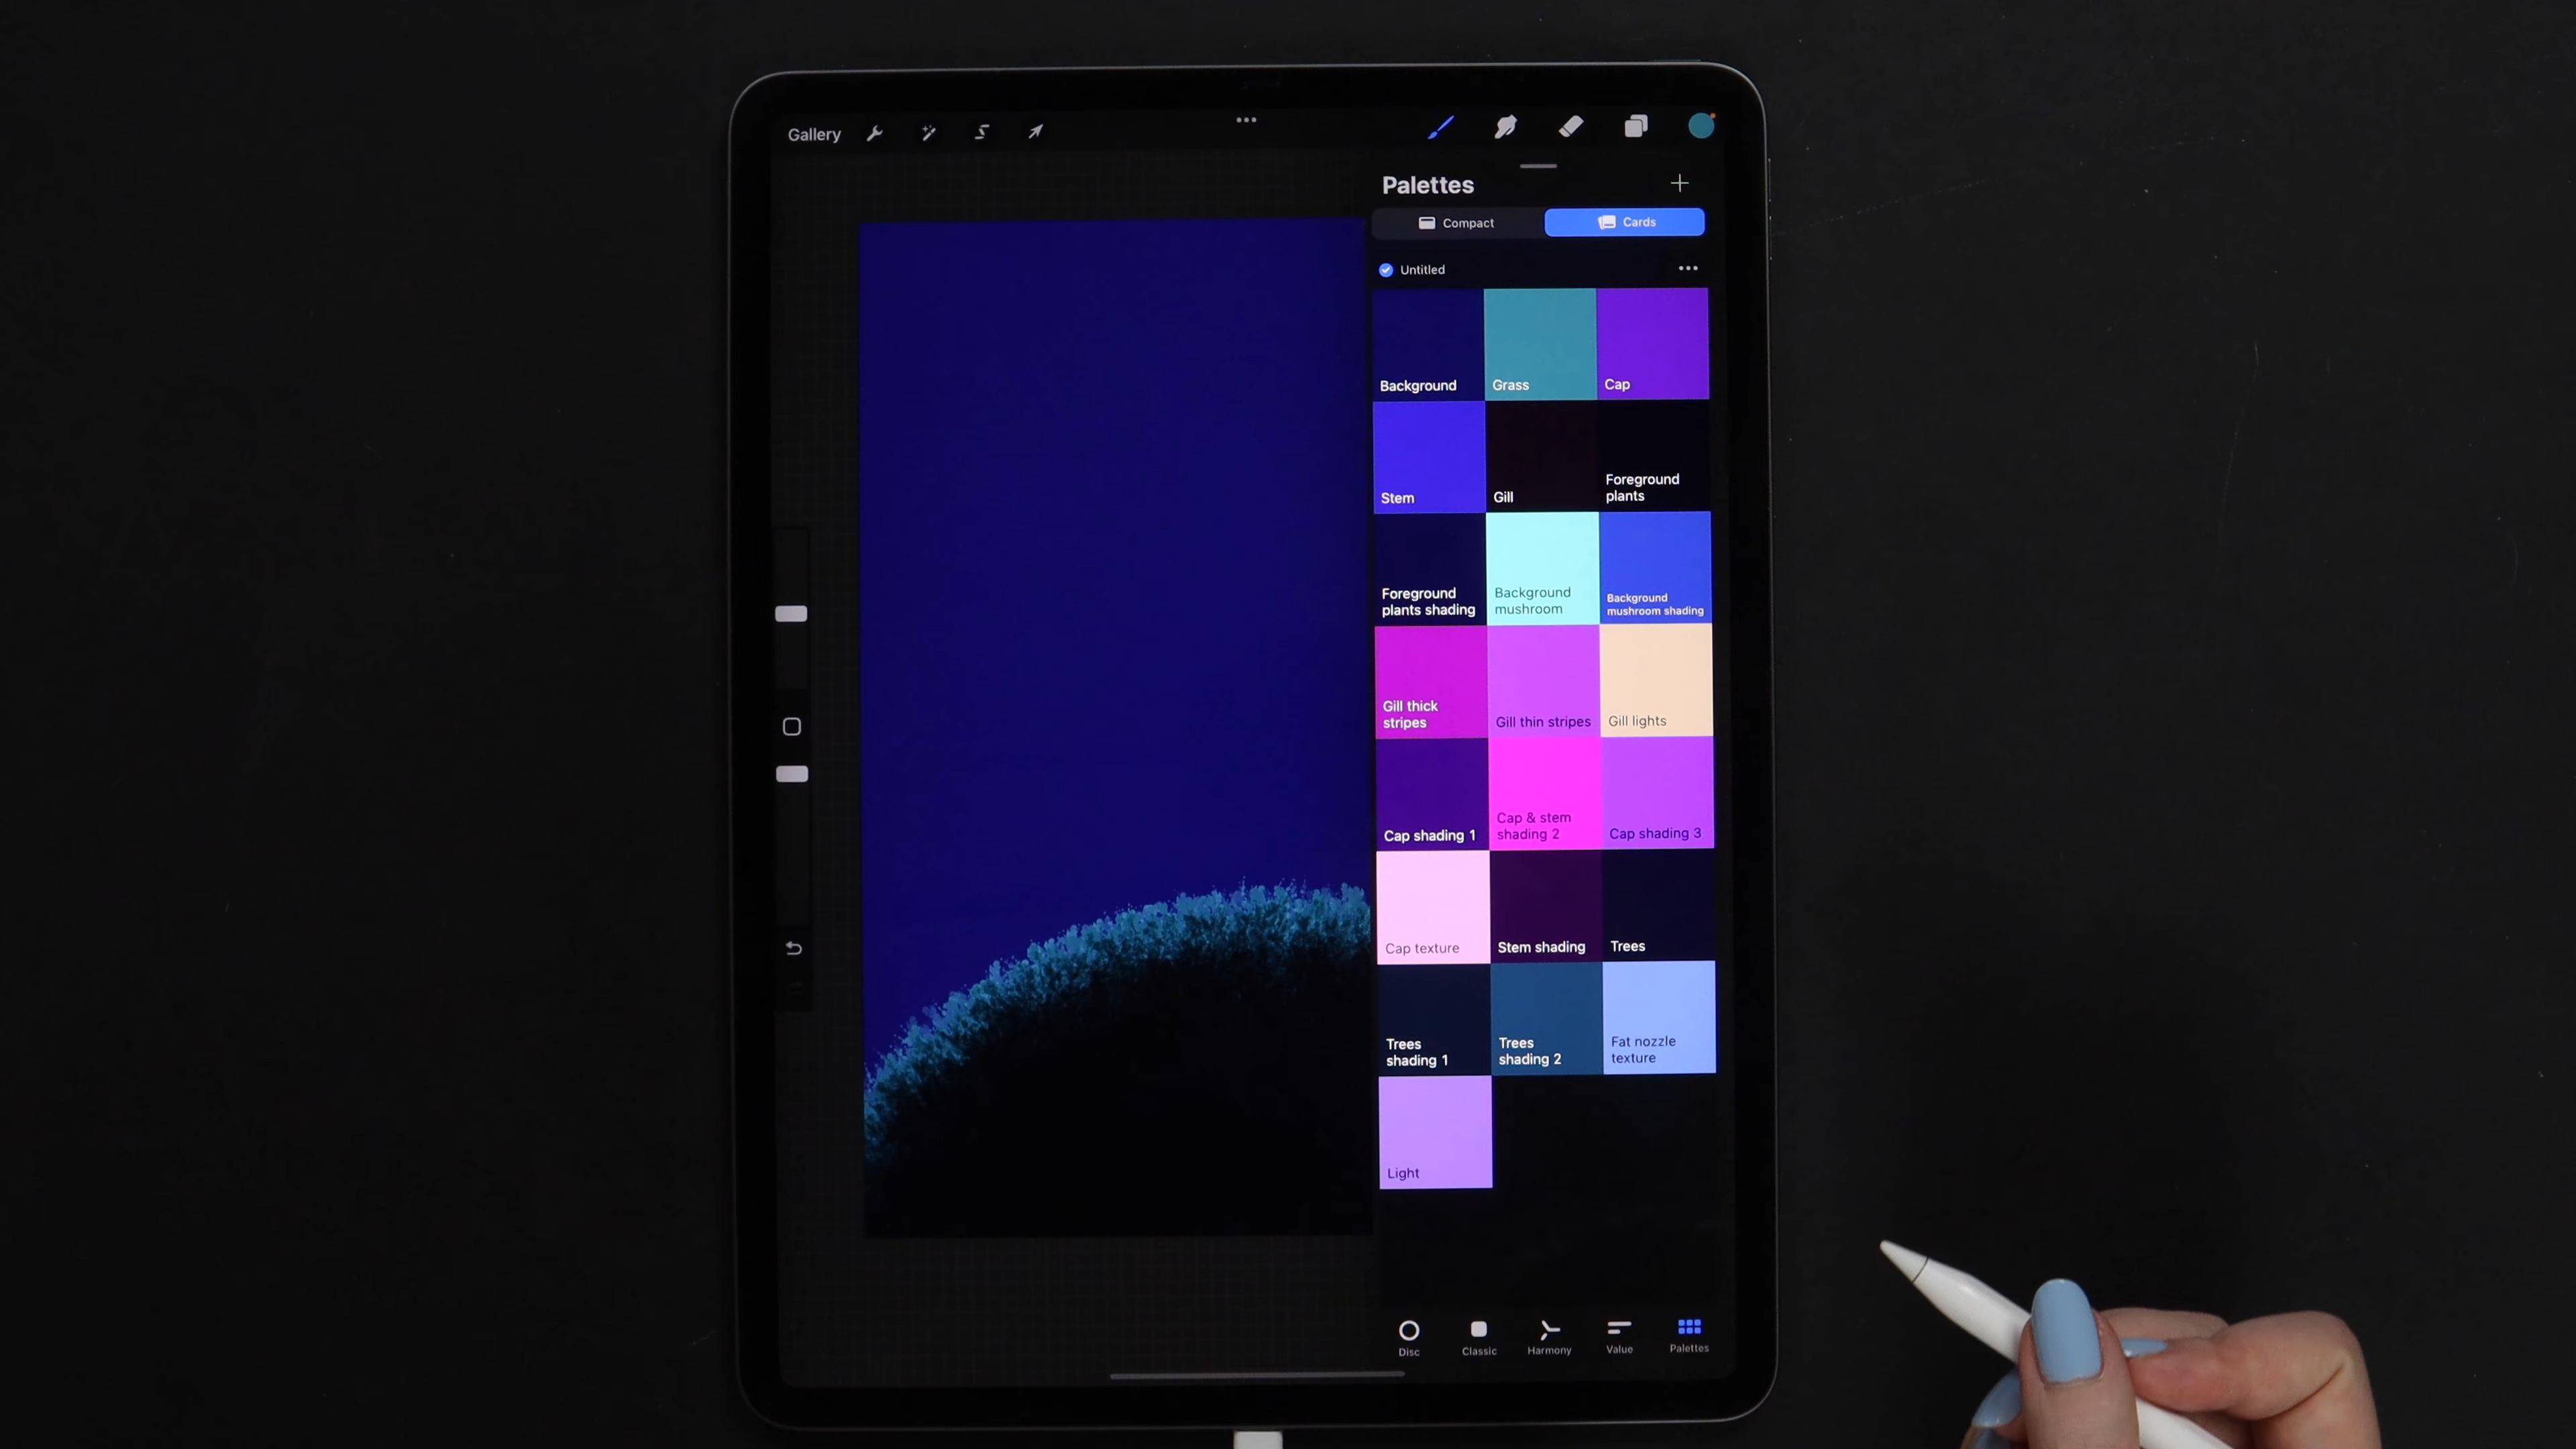 Gallery
Palettes
Compact
Cards
Untitled
Background
Grass
Cap
Stem
Gill
Foreground
plants
Foreground
plants shading
Background
mushroom
Background
mushroom shading
Gill thick
stripes
Gill thin stripes
Gill lights
Cap shading 1
Cap & stem
shading 2
Cap shading 3
Cap texture
Stem shading
Trees
Trees
shading 1
Trees
shading 2
Fat nozzle
texture
Light
Disc
Classic
Harmony
Value
Palettes